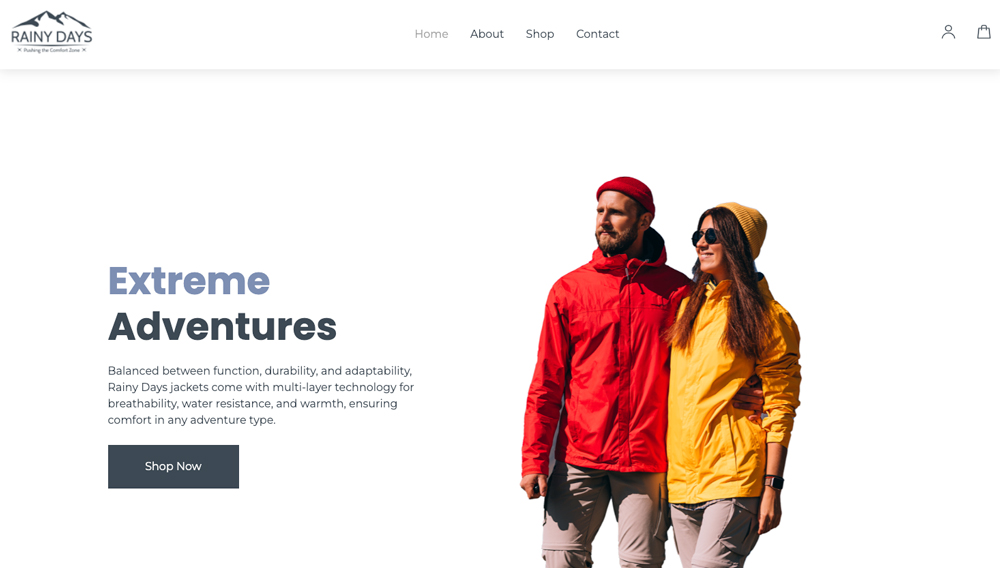 RAINY DAYS
Pushing the Comfort Zone
Home
About
Shop
Contact
Extreme
Adventures
Balanced between function, durability, and adaptability,
Rainy Days jackets come with multi-layer technology for
breathability, water resistance, and warmth, ensuring
comfort in any adventure type.
Shop Now